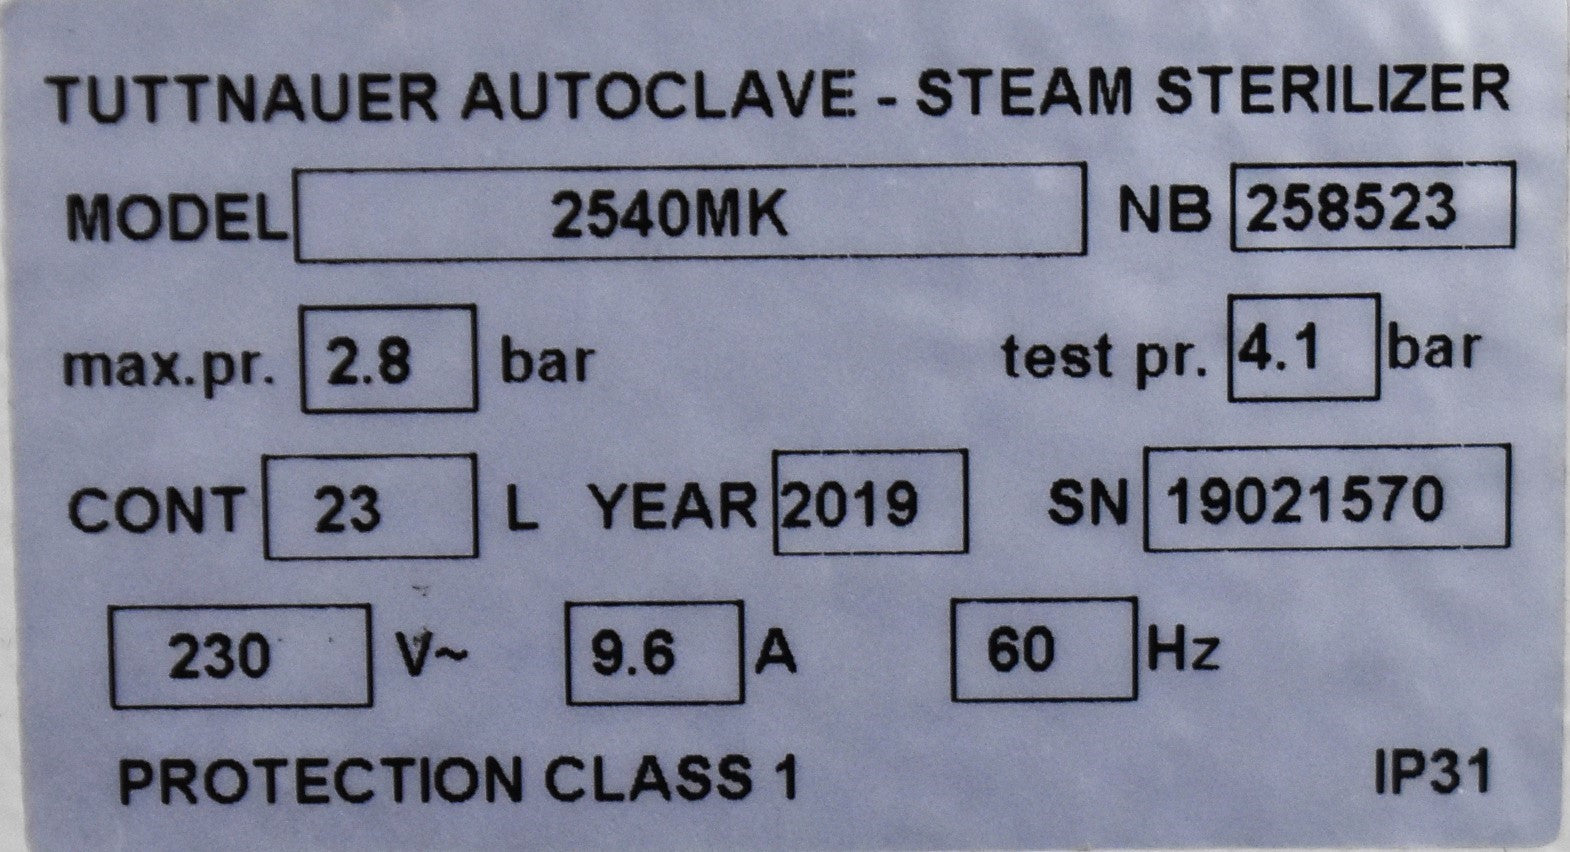 TUTTNAUER AUTOCLAVE - STEAM STERILIZER
MODEL 2540MK NB 258523
max.pr. 2.8 bar test pr. 4.1 bar
CONT 23 L YEAR 2019 SN 19021570
230 V~ 9.6 A 60 Hz
PROTECTION CLASS 1 IP31